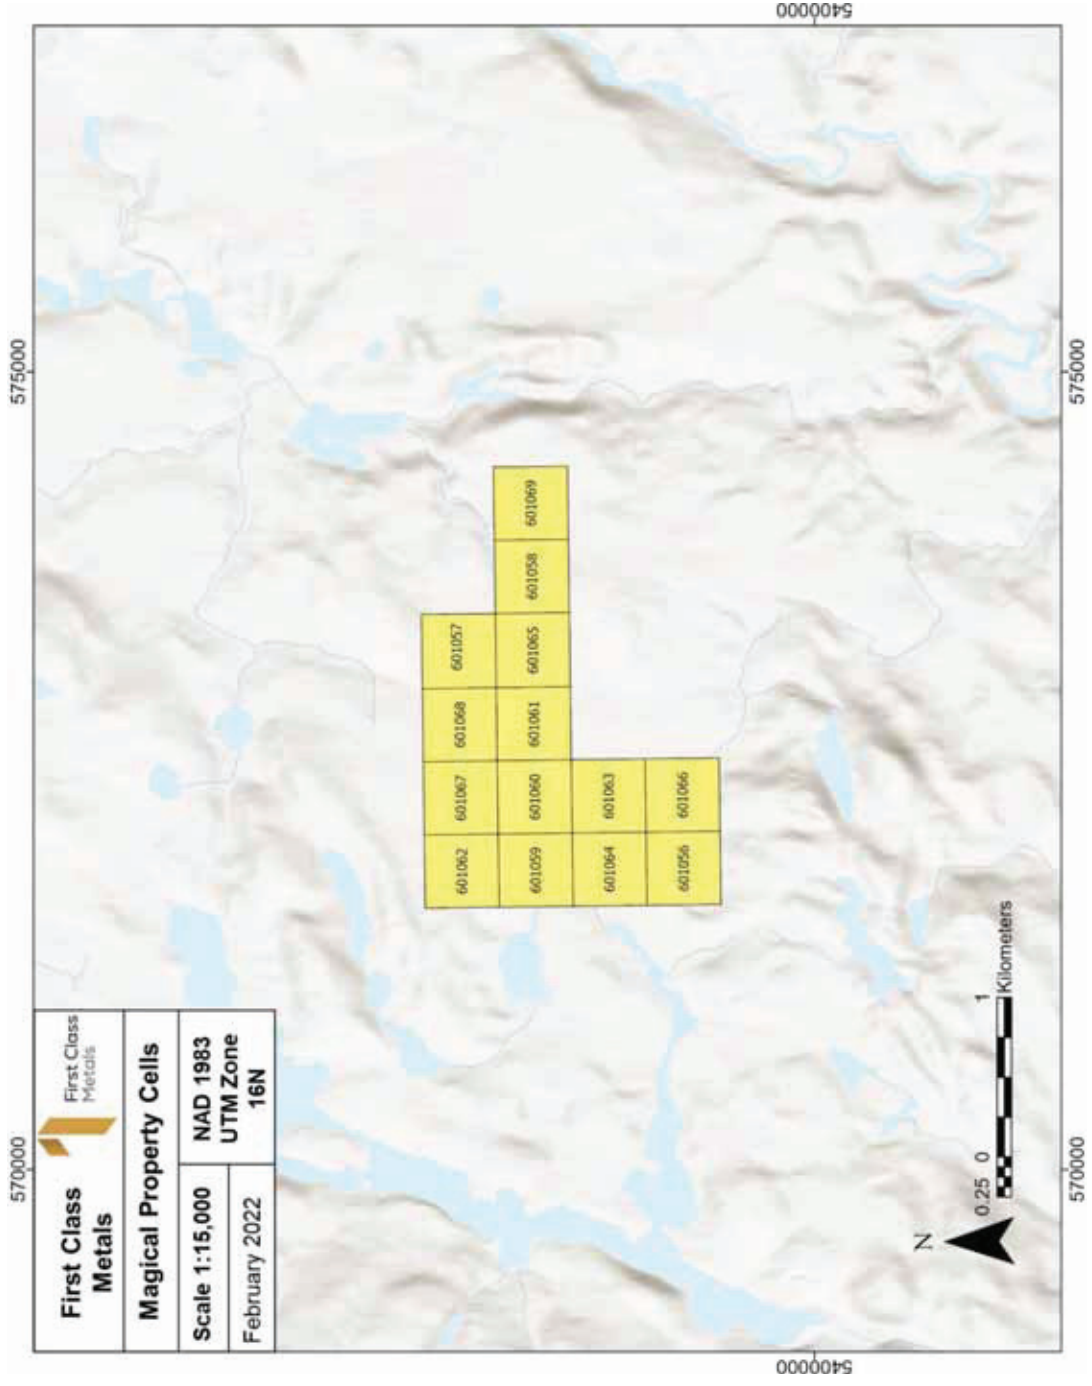 570000
575000
First Class
Metals
First Class
Metals
Magical Property Cells
Scale 1:15,000
NAD 1983
UTM Zone
16N
February 2022
601062 601067 601068 601057
601059 601060 601061 601065 601058 601069
601064 601063
601056 601066
5400000
5400000
N
0.25 0 1
Kilometers
570000
575000